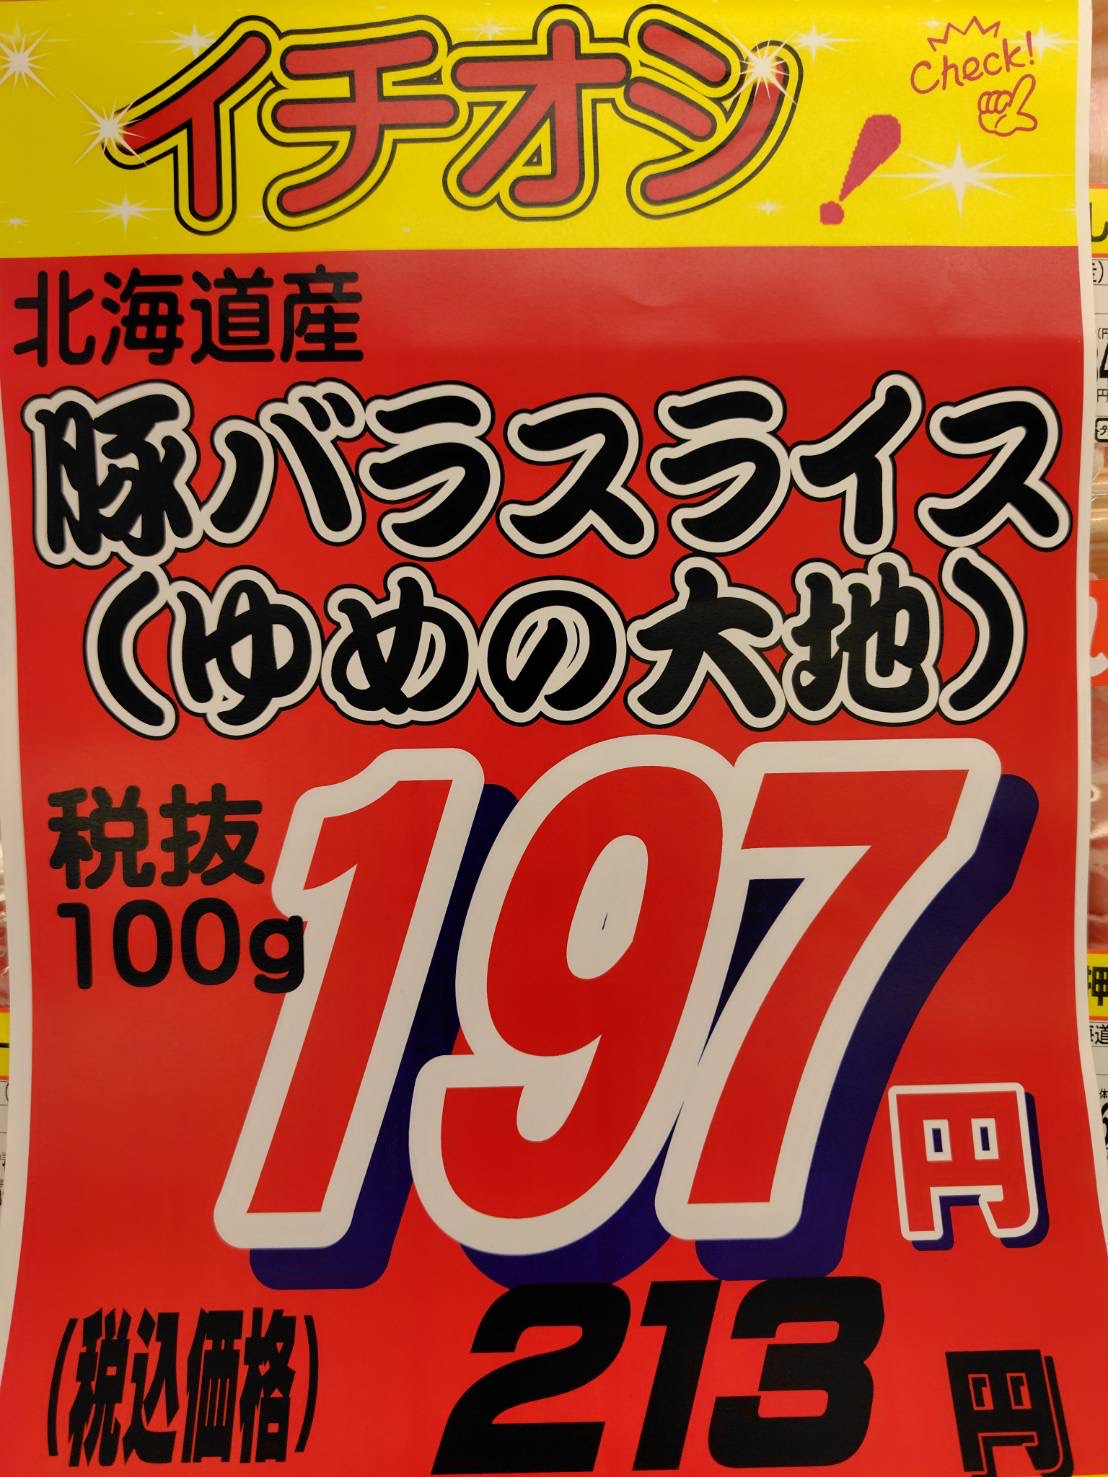 イチオシ!
Check!
北海道産
豚バラスライス
(ゆめの大地)
税抜
100g
197円
(税込価格)
213円